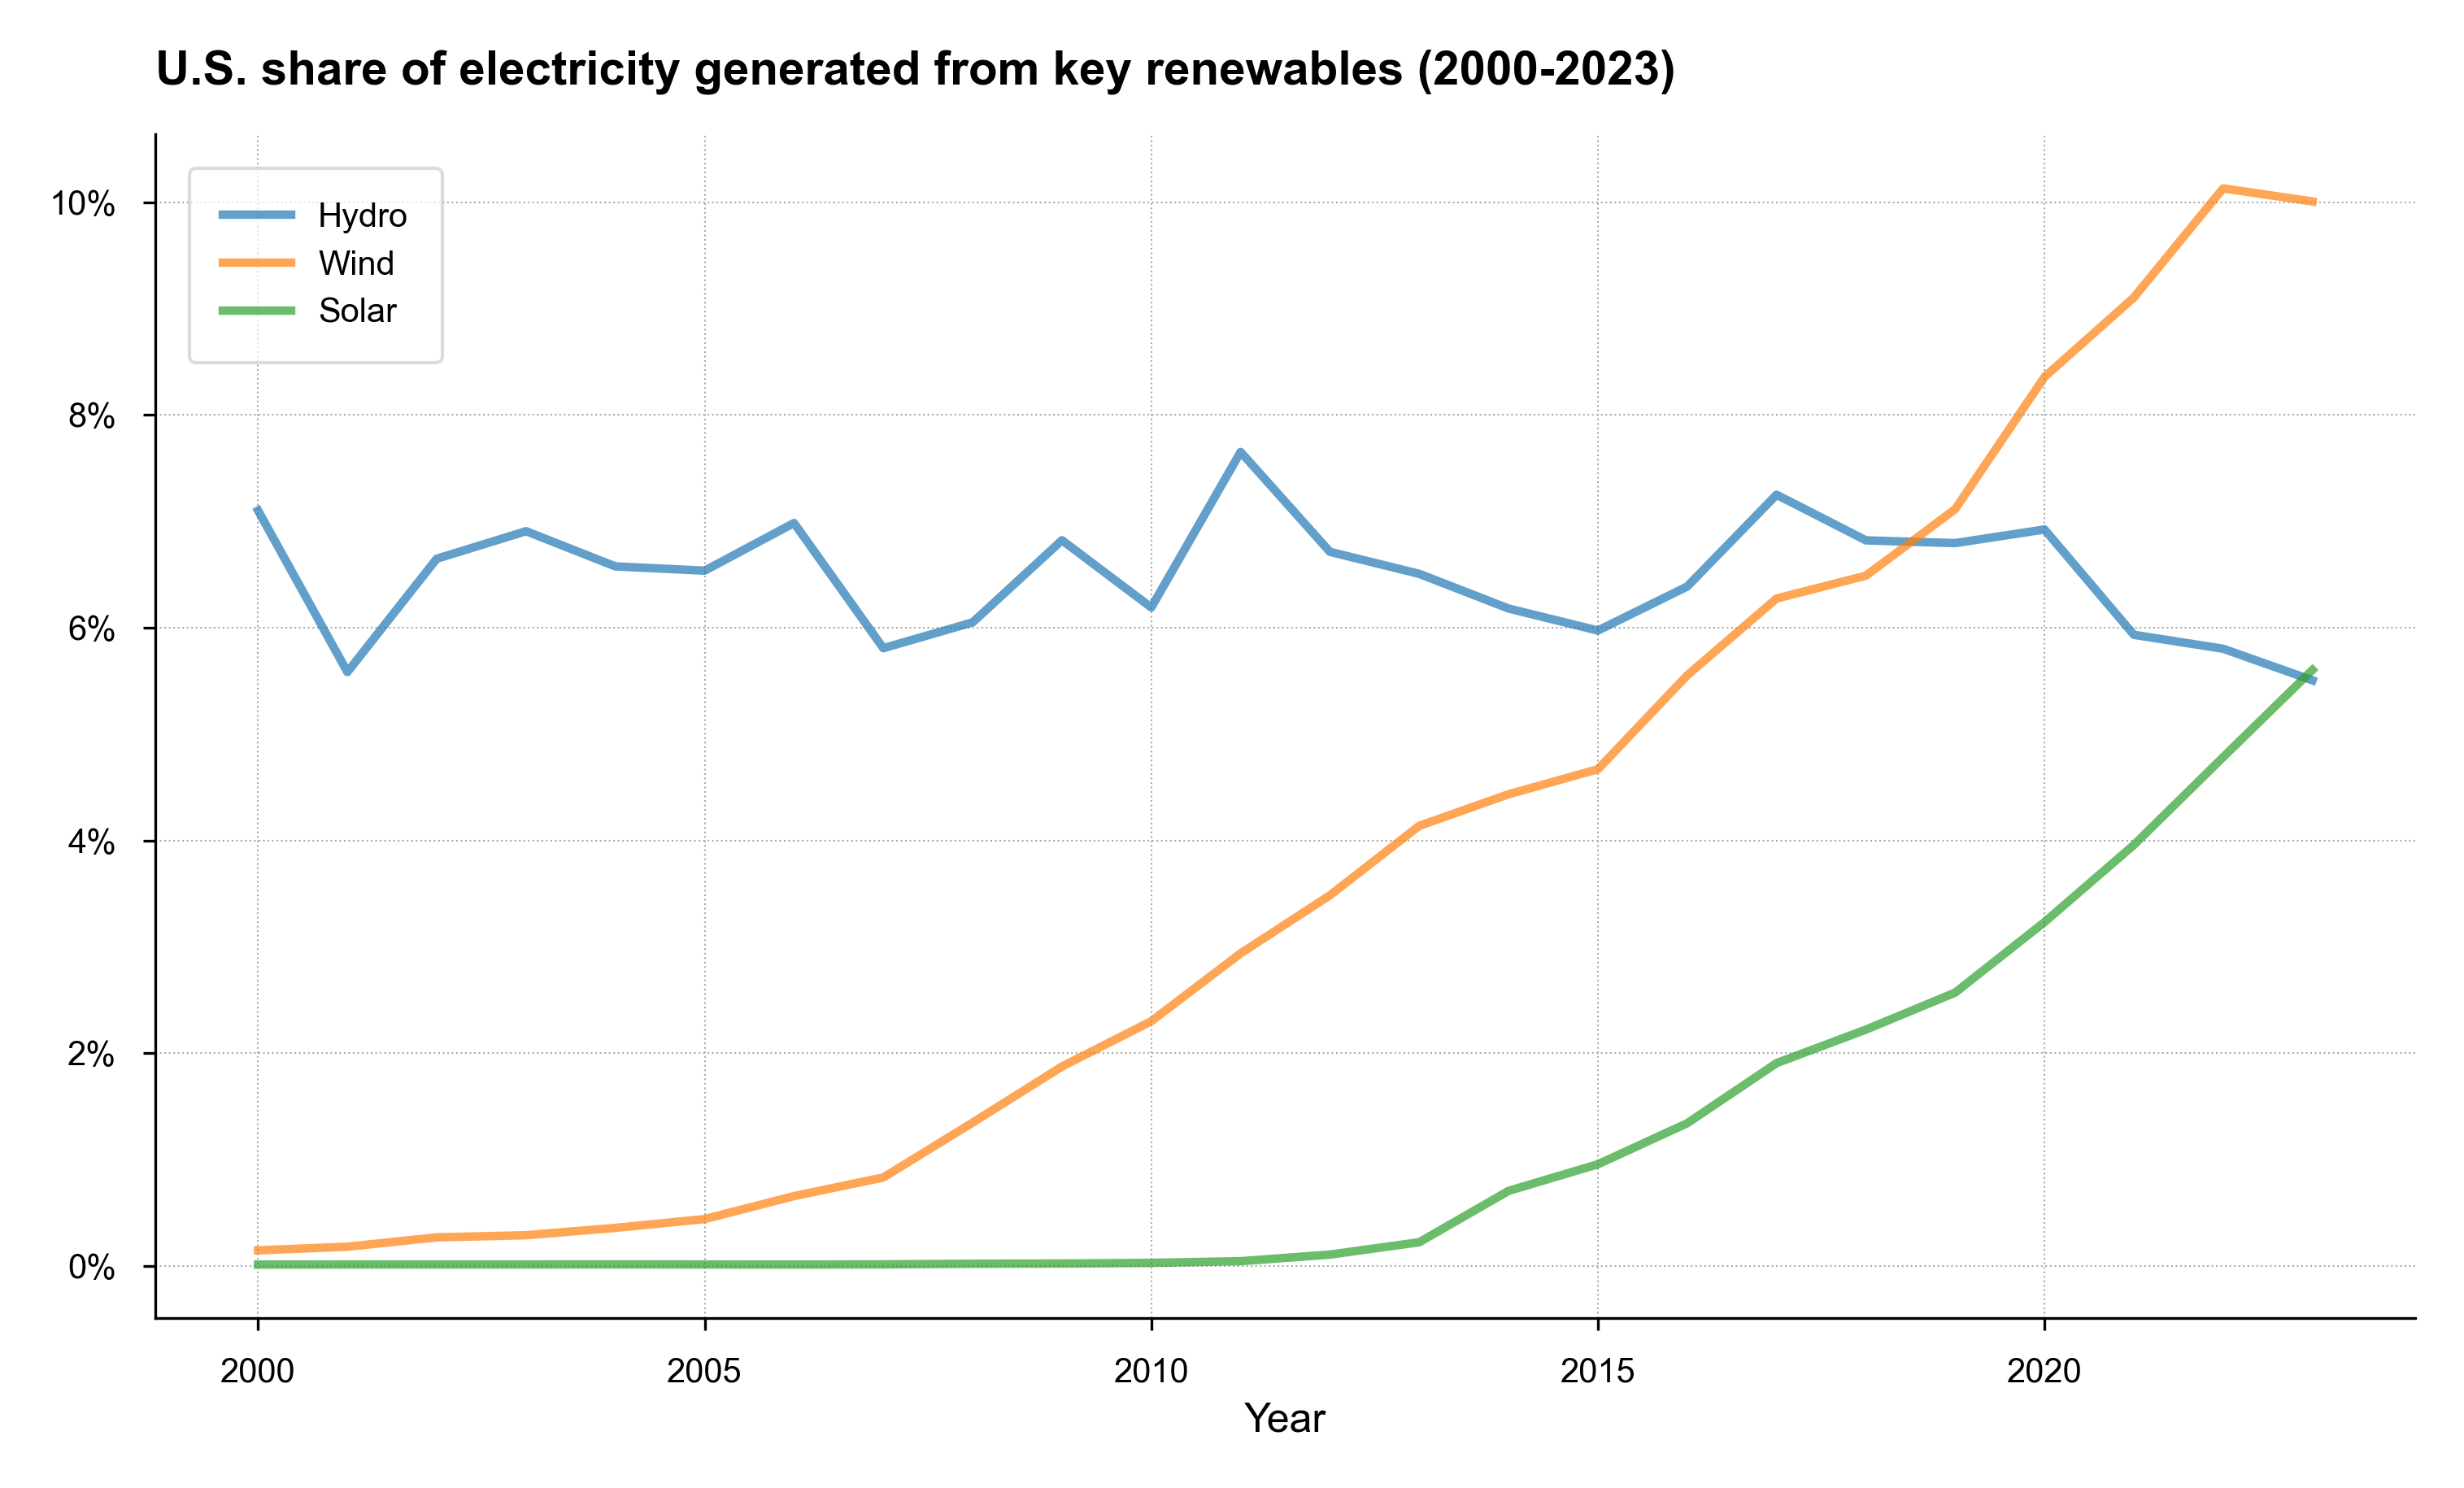 U.S. share of electricity generated from key renewables (2000-2023)
Hydro
Wind
Solar
10%
8%
6%
4%
2%
0%
2000 2005 2010 2015 2020
Year